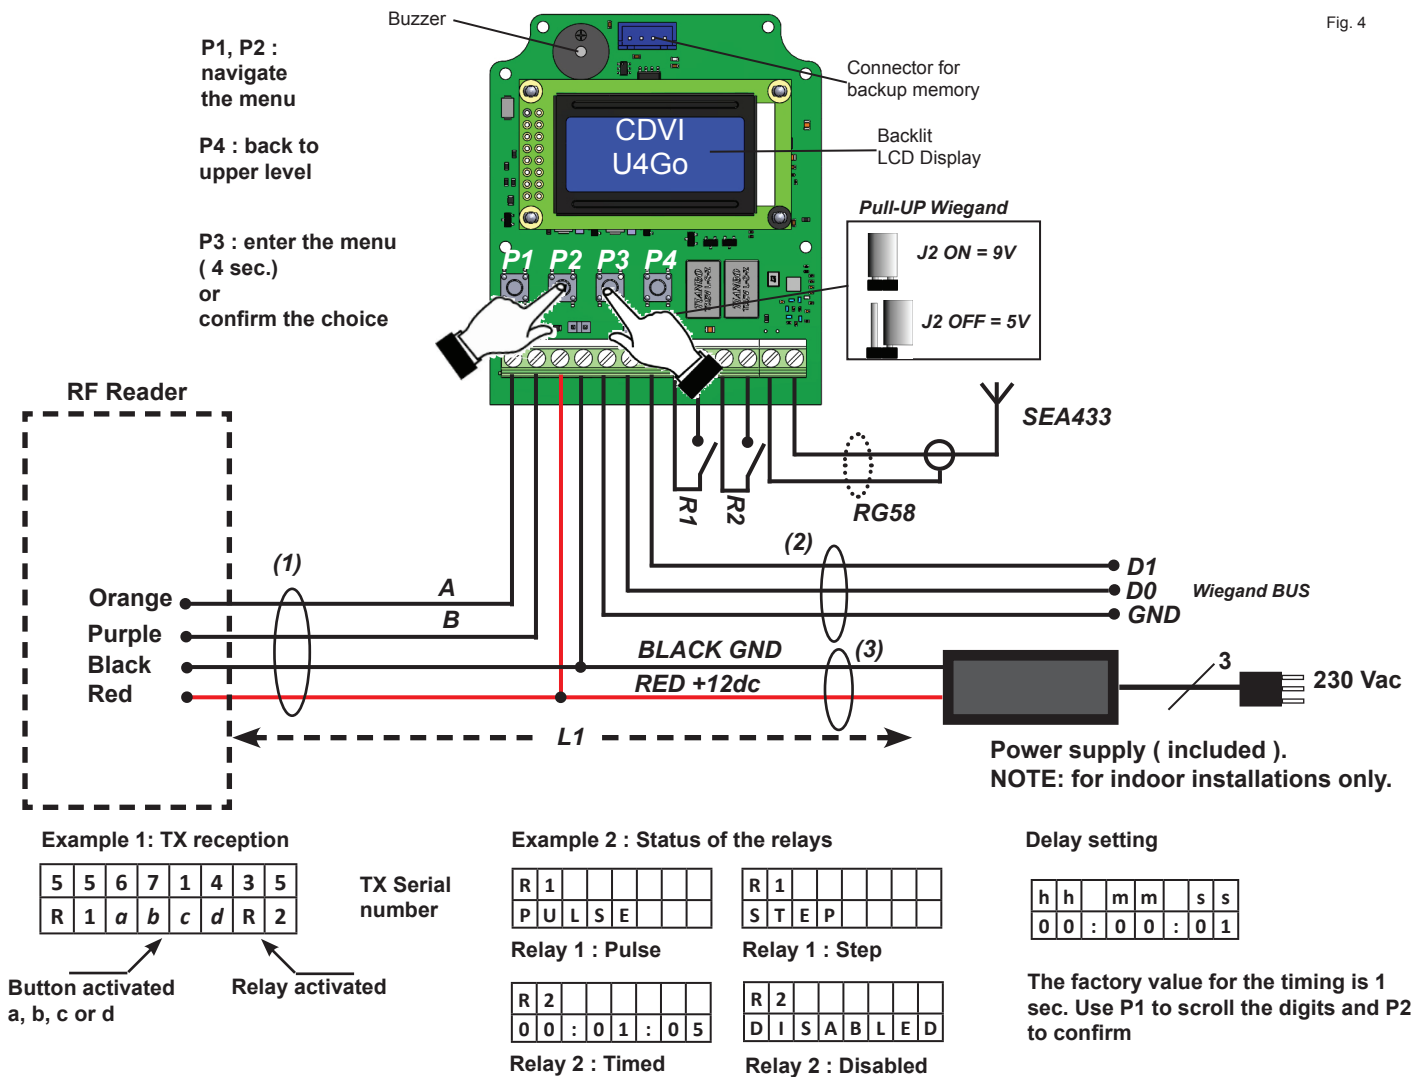 Fig. 4
Buzzer
P1, P2 :
navigate
the menu
P4 : back to
upper level
P3 : enter the menu
( 4 sec.)
or
confirm the choice
Connector for
backup memory
Backlit
LCD Display
CDVI
U4Go
P1 P2 P3 P4
Pull-UP Wiegand
J2 ON = 9V
J2 OFF = 5V
RF Reader
SEA433
RG58
R1
R2
(1)
(2)
(3)
Orange
Purple
Black
Red
A
B
BLACK GND
RED +12dc
D1
D0
GND
Wiegand BUS
3
230 Vac
L1
Power supply ( included ).
NOTE: for indoor installations only.
Example 1: TX reception
5 5 6 7 1 4 3 5
R 1 a b c d R 2
TX Serial
number
Button activated
a, b, c or d
Relay activated
Example 2 : Status of the relays
R 1
P U L S E
Relay 1 : Pulse
R 1
S T E P
Relay 1 : Step
R 2
0 0 : 0 1 : 0 5
Relay 2 : Timed
R 2
D I S A B L E D
Relay 2 : Disabled
Delay setting
h h m m s s
0 0 : 0 0 : 0 1
The factory value for the timing is 1
sec. Use P1 to scroll the digits and P2
to confirm